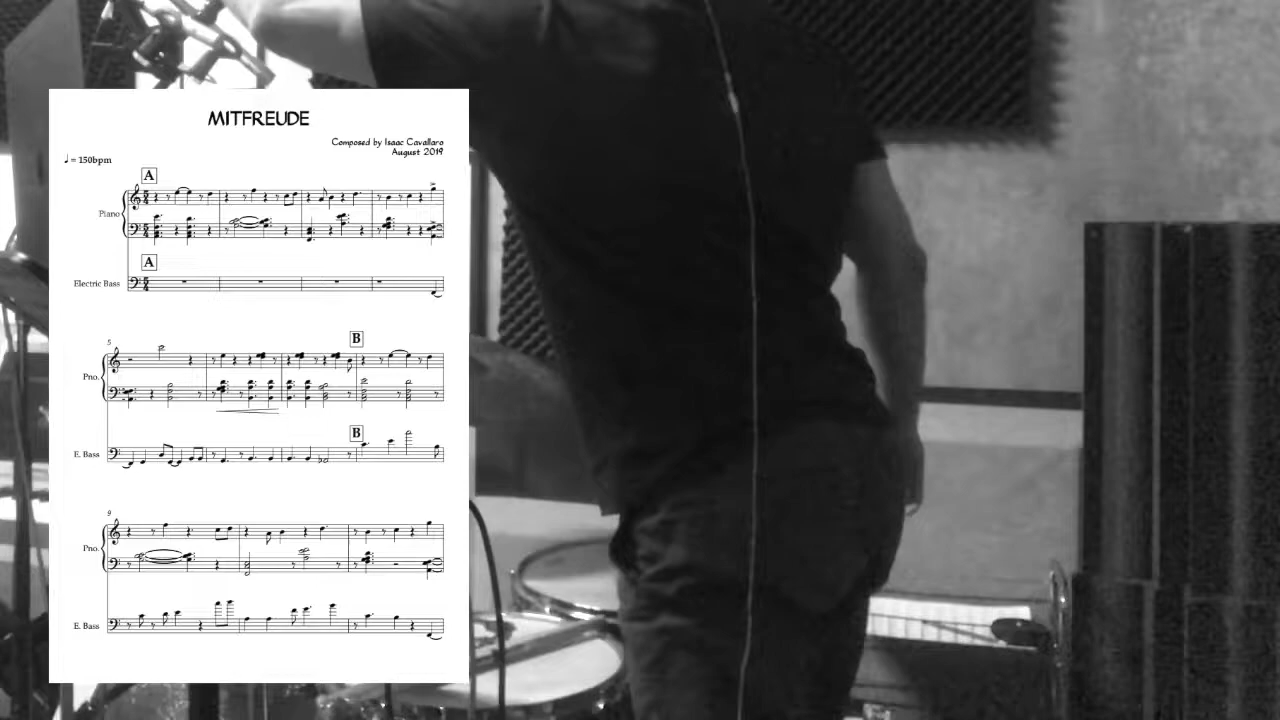 MITFREUDE
Composed by Isaac Cavallaro
August 2019
♩ = 150bpm
A
Piano
A
Electric Bass
5
B
Pno.
B
E. Bass
9
Pno.
E. Bass